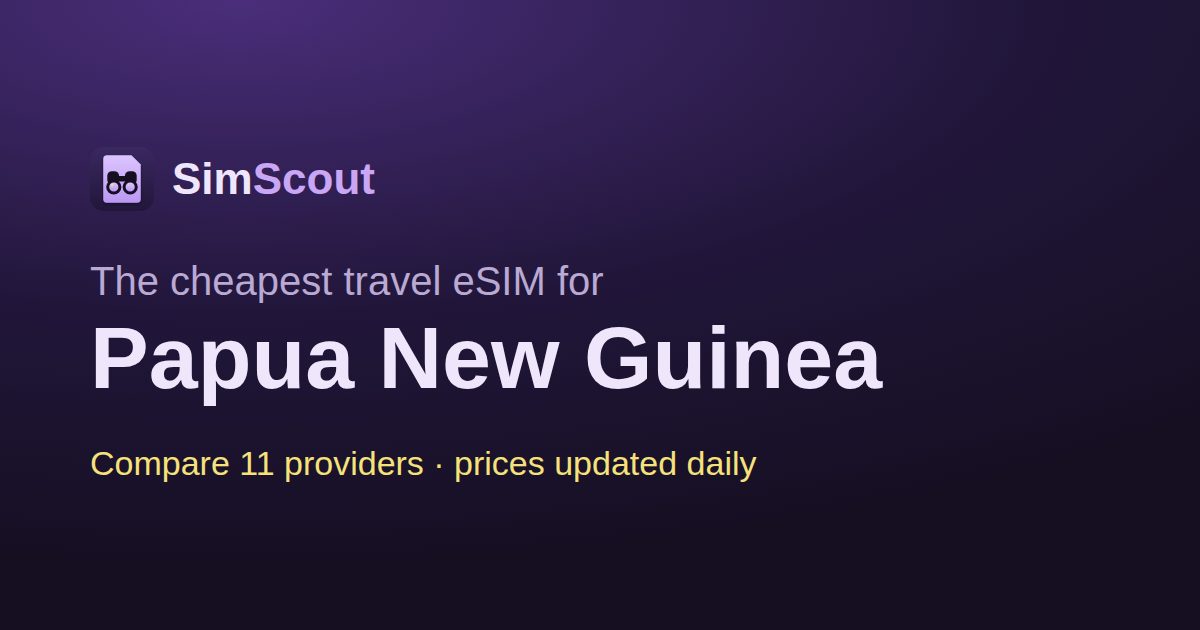 SimScout
The cheapest travel eSIM for
Papua New Guinea
Compare 11 providers · prices updated daily